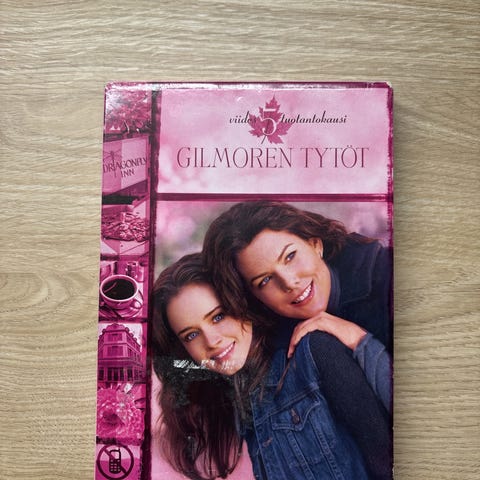 viides 5 tuotantokausi
GILMOREN TYTÖT
DRAGONFLY
INN